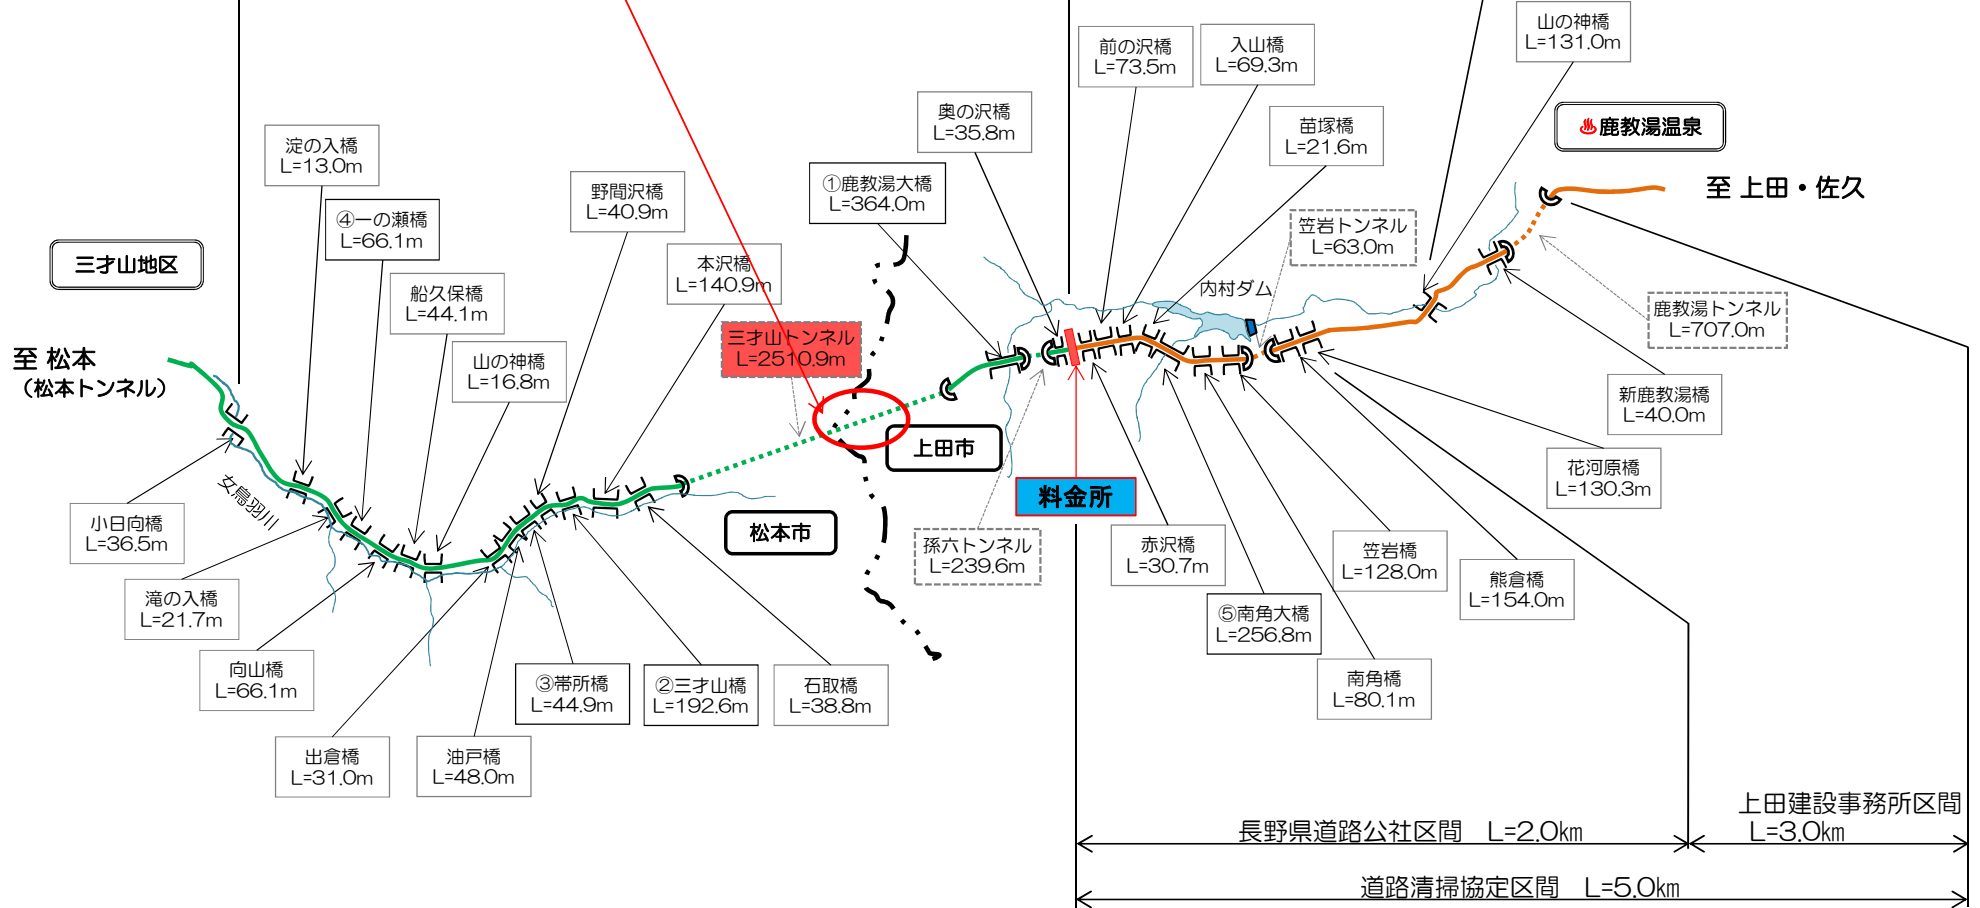 山の神橋
L=131.0m
前の沢橋
L=73.5m
入山橋
L=69.3m
奥の沢橋
L=35.8m
苗塚橋
L=21.6m
♨鹿教湯温泉
淀の入橋
L=13.0m
④一の瀬橋
L=66.1m
野間沢橋
L=40.9m
①鹿教湯大橋
L=364.0m
至 上田・佐久
笠岩トンネル
L=63.0m
三才山地区
船久保橋
L=44.1m
本沢橋
L=140.9m
内村ダム
鹿教湯トンネル
L=707.0m
三才山トンネル
L=2510.9m
至 松本
（松本トンネル）
山の神橋
L=16.8m
新鹿教湯橋
L=40.0m
上田市
花河原橋
L=130.3m
女鳥羽川
料金所
小日向橋
L=36.5m
松本市
孫六トンネル
L=239.6m
赤沢橋
L=30.7m
笠岩橋
L=128.0m
熊倉橋
L=154.0m
滝の入橋
L=21.7m
⑤南角大橋
L=256.8m
向山橋
L=66.1m
③帯所橋
L=44.9m
②三才山橋
L=192.6m
石取橋
L=38.8m
南角橋
L=80.1m
出倉橋
L=31.0m
油戸橋
L=48.0m
上田建設事務所区間
L=3.0㎞
長野県道路公社区間　L=2.0㎞
道路清掃協定区間　L=5.0㎞